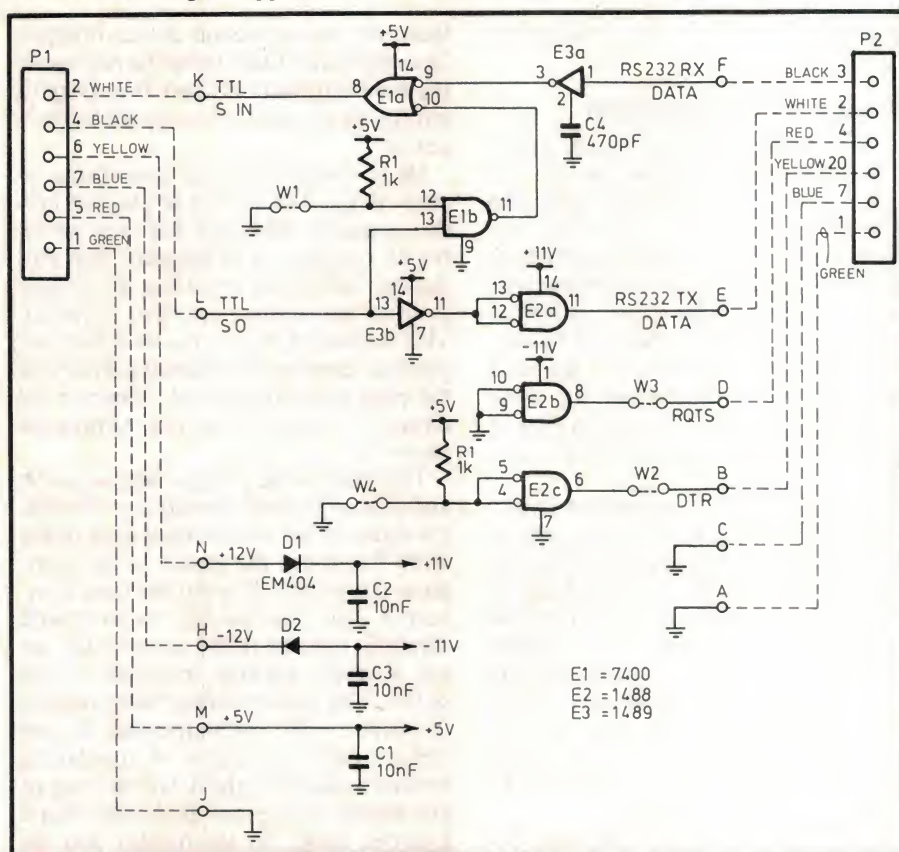 P1
2 WHITE
4 BLACK
6 YELLOW
7 BLUE
5 RED
1 GREEN
K TTL
S IN
+5V
14
8 E1a 9
10
3 E3a 1
2
C4
470pF
RS232 RX F
DATA
P2
BLACK 3
WHITE 2
RED 4
YELLOW 20
BLUE 7
1
GREEN
+5V
R1
1k
W1
12
13 E1b 11
9
L TTL
SO
+5V
14
13 11
E3b 7
+11V
14
13
12 E2a 11
RS232 TX E
DATA
-11V
1
10
9 E2b 8
W3 D
RQTS
+5V
R1
1k
W4
5
4 E2c 6
7
W2 B
DTR
C
A
N +12V D1
EM404
+11V
C2
10nF
H -12V D2
-11V
C3
10nF
M +5V
+5V
C1
10nF
J
E1 = 7400
E2 = 1488
E3 = 1489